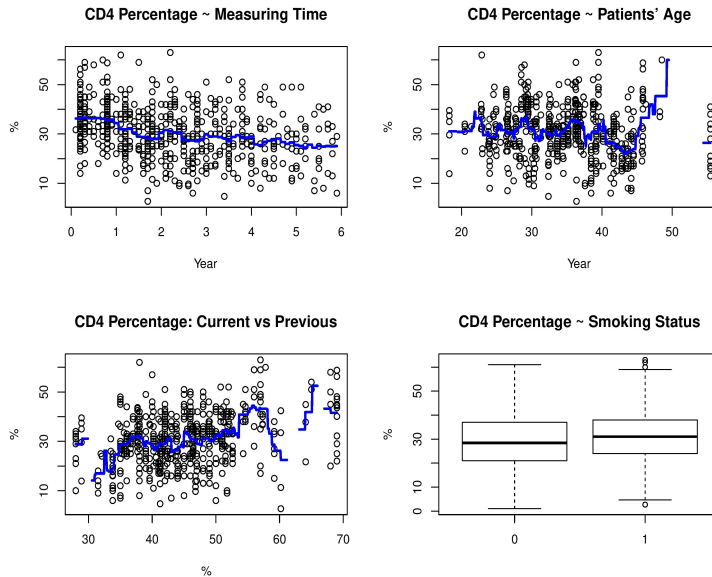 CD4 Percentage ~ Measuring Time
%
50
30
10
0 1 2 3 4 5 6
Year
CD4 Percentage ~ Patients' Age
%
50
30
10
20 30 40 50
Year
CD4 Percentage: Current vs Previous
%
50
30
10
30 40 50 60 70
%
CD4 Percentage ~ Smoking Status
%
50
30
10
0
0 1